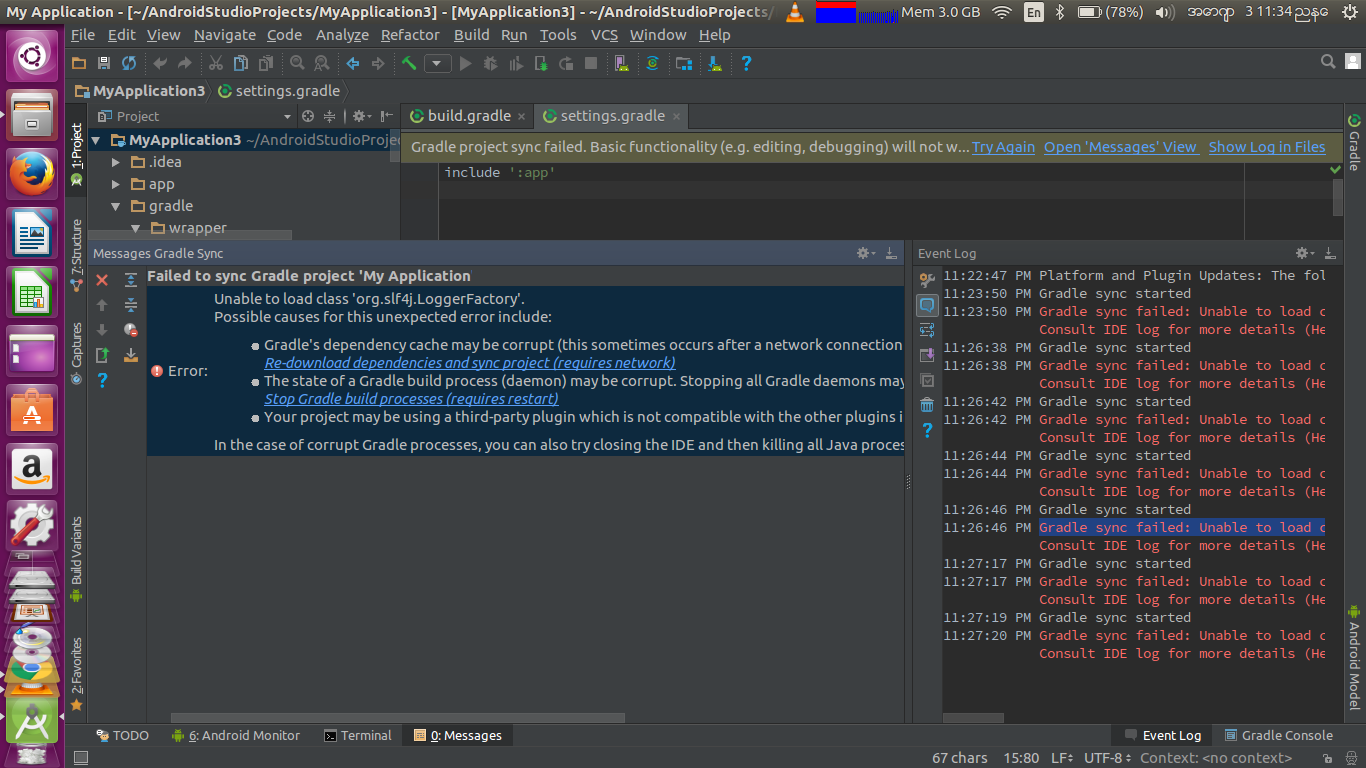 My Application - [~/AndroidStudioProjects/MyApplication3] - [MyApplication3] - ~/AndroidStudioProjects/
Mem 3.0 GB
En
(78%)
3 11:34
File Edit View Navigate Code Analyze Refactor Build Run Tools VCS Window Help
MyApplication3 settings.gradle
Project
build.gradle
settings.gradle
1: Project
Gradle
MyApplication3 ~/AndroidStudioProjec
Gradle project sync failed. Basic functionality (e.g. editing, debugging) will not w... Try Again Open 'Messages' View Show Log in Files
.idea
app
gradle
wrapper
include ':app'
7: Structure
Captures
Build Variants
2: Favorites
Messages Gradle Sync
Failed to sync Gradle project 'My Application'
Error:
Unable to load class 'org.slf4j.LoggerFactory'.
Possible causes for this unexpected error include:
Gradle's dependency cache may be corrupt (this sometimes occurs after a network connection
Re-download dependencies and sync project (requires network)
The state of a Gradle build process (daemon) may be corrupt. Stopping all Gradle daemons may
Stop Gradle build processes (requires restart)
Your project may be using a third-party plugin which is not compatible with the other plugins i
In the case of corrupt Gradle processes, you can also try closing the IDE and then killing all Java proces
Event Log
11:22:47 PM Platform and Plugin Updates: The fol
11:23:50 PM Gradle sync started
11:23:50 PM Gradle sync failed: Unable to load c
Consult IDE log for more details (He
11:26:38 PM Gradle sync started
11:26:38 PM Gradle sync failed: Unable to load c
Consult IDE log for more details (He
11:26:42 PM Gradle sync started
11:26:42 PM Gradle sync failed: Unable to load c
Consult IDE log for more details (He
11:26:44 PM Gradle sync started
11:26:44 PM Gradle sync failed: Unable to load c
Consult IDE log for more details (He
11:26:46 PM Gradle sync started
11:26:46 PM Gradle sync failed: Unable to load c
Consult IDE log for more details (He
11:27:17 PM Gradle sync started
11:27:17 PM Gradle sync failed: Unable to load c
Consult IDE log for more details (He
11:27:19 PM Gradle sync started
11:27:20 PM Gradle sync failed: Unable to load c
Consult IDE log for more details (He
Android Model
TODO
6: Android Monitor
Terminal
0: Messages
Event Log
Gradle Console
67 chars 15:80 LF UTF-8 Context: <no context>